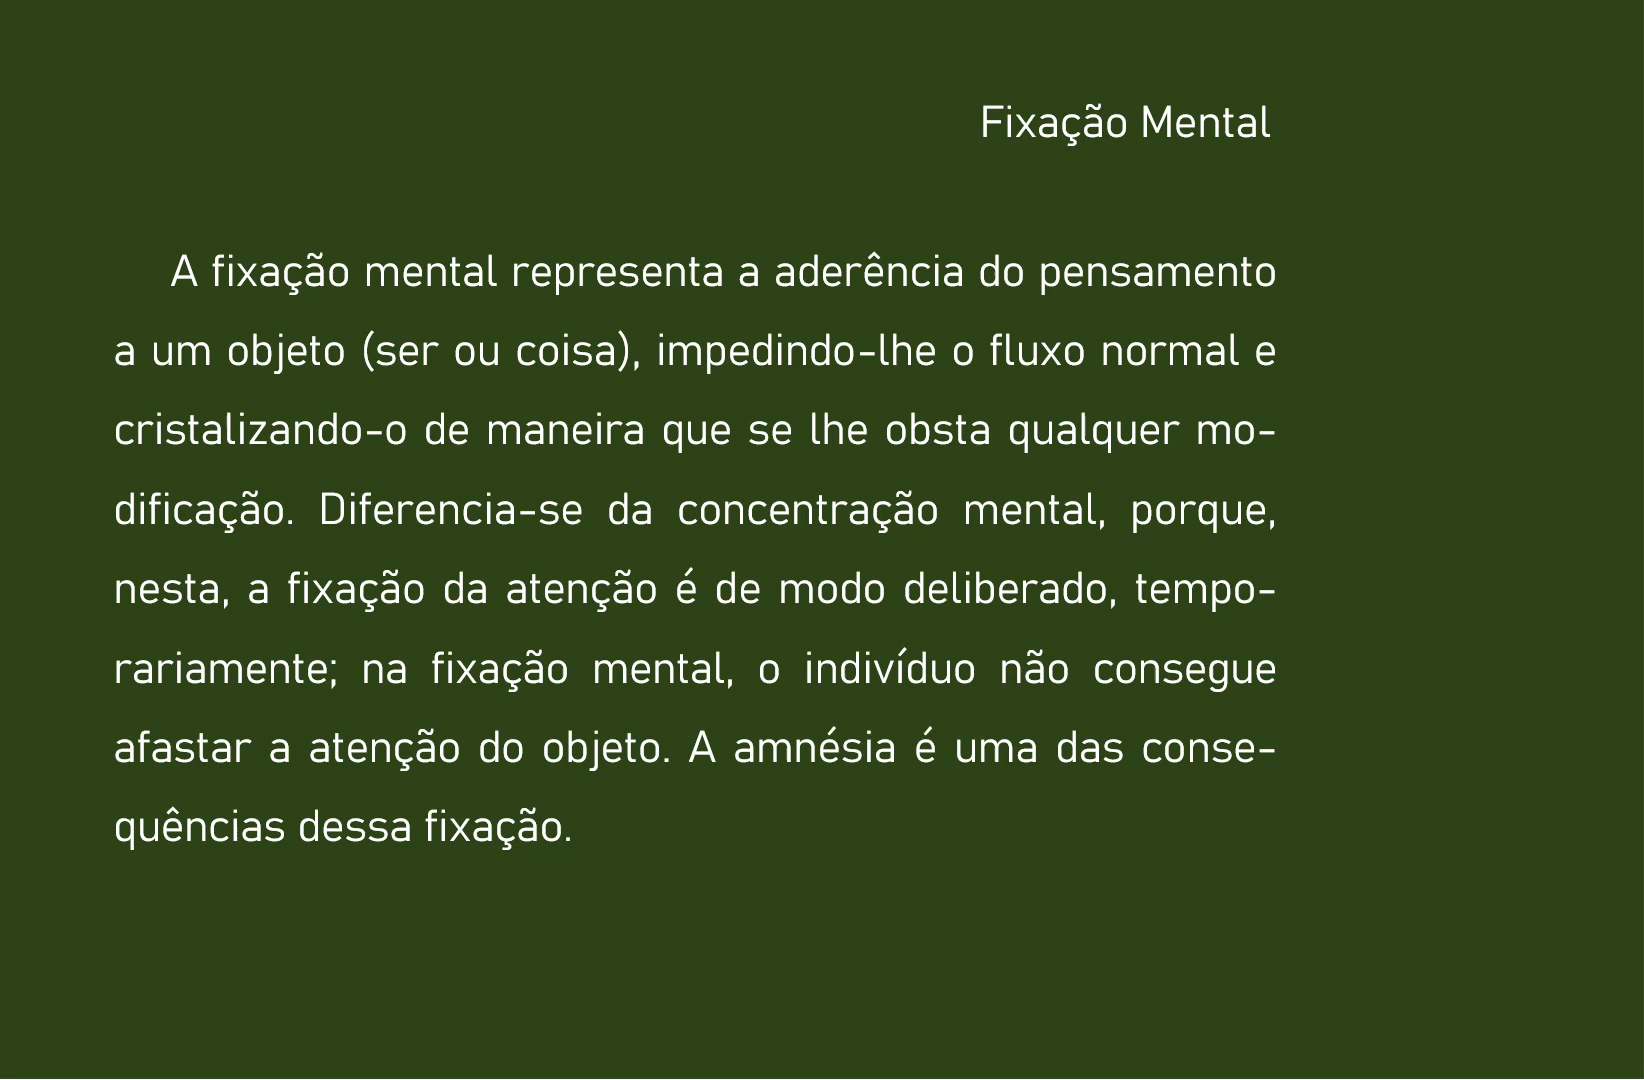 Fixação Mental
A fixação mental representa a aderência do pensamento
a um objeto (ser ou coisa), impedindo-lhe o fluxo normal e
cristalizando-o de maneira que se lhe obsta qualquer mo-
dificação. Diferencia-se da concentração mental, porque,
nesta, a fixação da atenção é de modo deliberado, tempo-
rariamente; na fixação mental, o indivíduo não consegue
afastar a atenção do objeto. A amnésia é uma das conse-
quências dessa fixação.